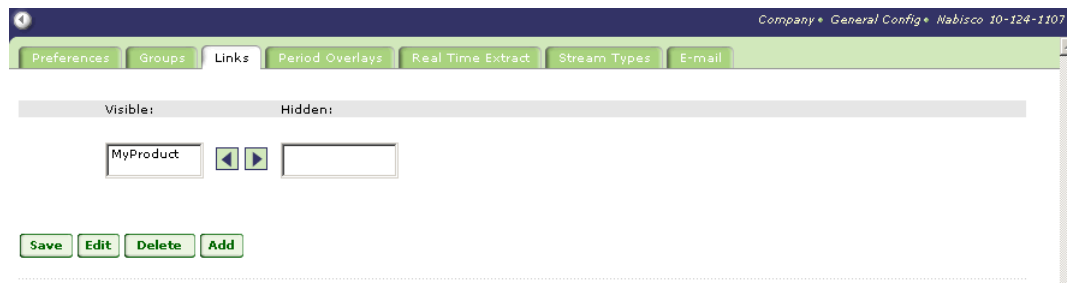 Company • General Config • Nabisco 10-124-1107
Preferences Groups Links Period Overlays Real Time Extract Stream Types E-mail
Visible: Hidden:
MyProduct
Save Edit Delete Add